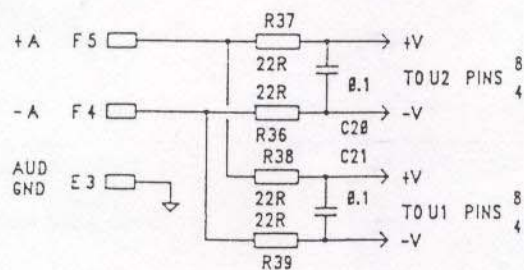 R37
+A F5 +V
22R
0.1 TO U2 PINS 8
22R 4
-A F4 -V
R36 C20
R38 C21
AUD
GND E3 +V
22R 0.1 8
22R TO U1 PINS
4
-V
R39